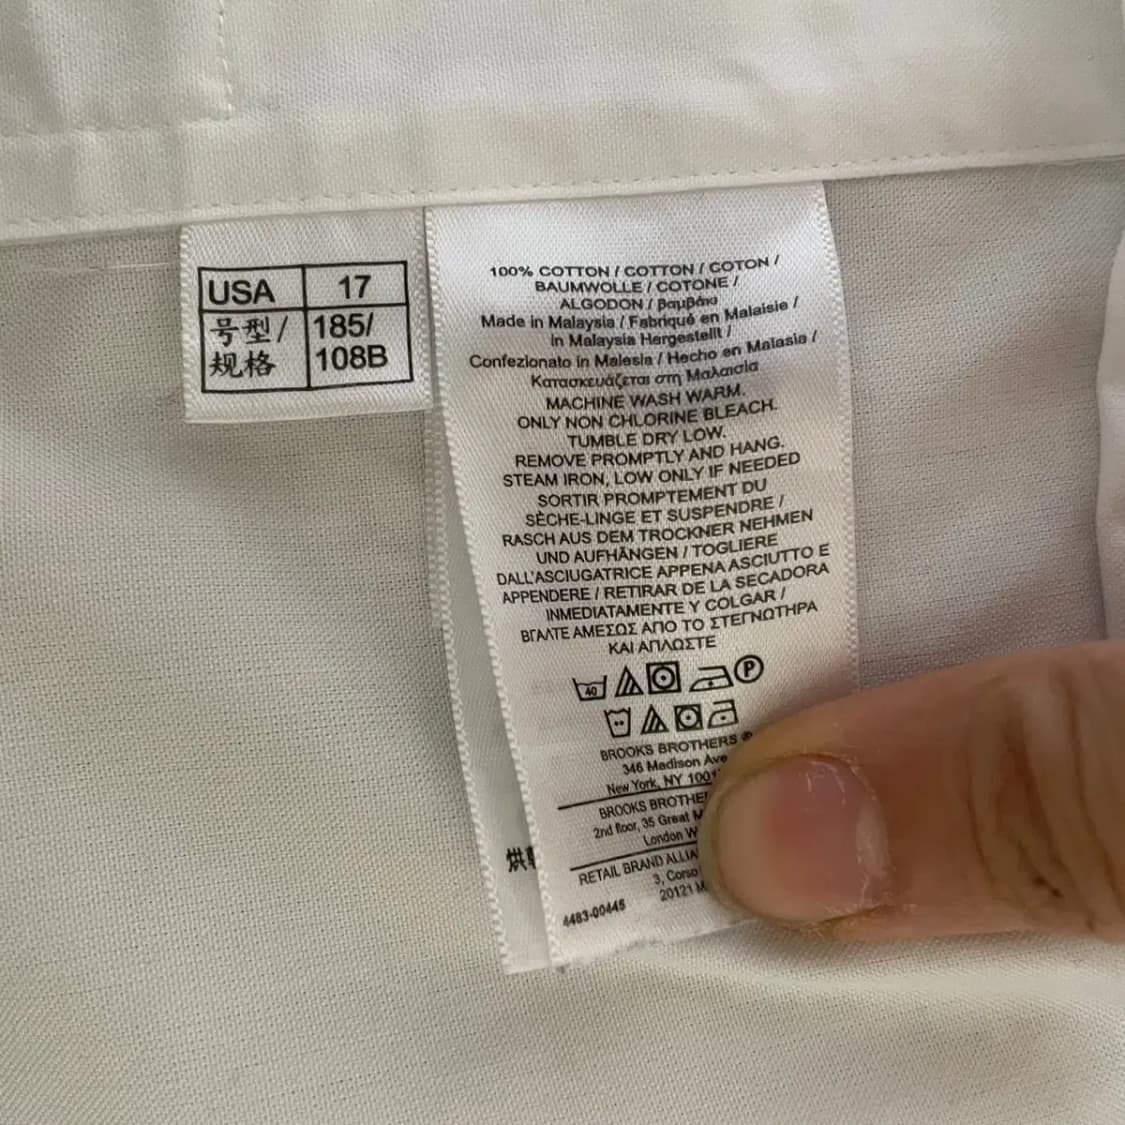 USA 17
号型/ 185/
规格 108B
100% COTTON / COTTON / COTON /
BAUMWOLLE / COTONE /
ALGODON / βαμβάκι
Made in Malaysia / Fabriqué en Malaisie /
in Malaysia Hergestellt /
Confezionato in Malesia / Hecho en Malasia /
Κατασκευάζεται στη Μαλαισία
MACHINE WASH WARM.
ONLY NON CHLORINE BLEACH.
TUMBLE DRY LOW.
REMOVE PROMPTLY AND HANG.
STEAM IRON, LOW ONLY IF NEEDED
SORTIR PROMPTEMENT DU
SÈCHE-LINGE ET SUSPENDRE /
RASCH AUS DEM TROCKNER NEHMEN
UND AUFHÄNGEN / TOGLIERE
DALL'ASCIUGATRICE APPENA ASCIUTTO E
APPENDERE / RETIRAR DE LA SECADORA
INMEDIATAMENTE Y COLGAR /
ΒΓΑΛΤΕ ΑΜΕΣΩΣ ΑΠΟ ΤΟ ΣΤΕΓΝΩΤΗΡΑ
ΚΑΙ ΑΠΛΩΣΤΕ
40 P
BROOKS BROTHERS ®
346 Madison Ave
New York, NY 1001
BROOKS BROTHE
2nd floor, 35 Great M
London W
RETAIL BRAND ALLIA
3, Corso
20121 M
4483-00445
烘